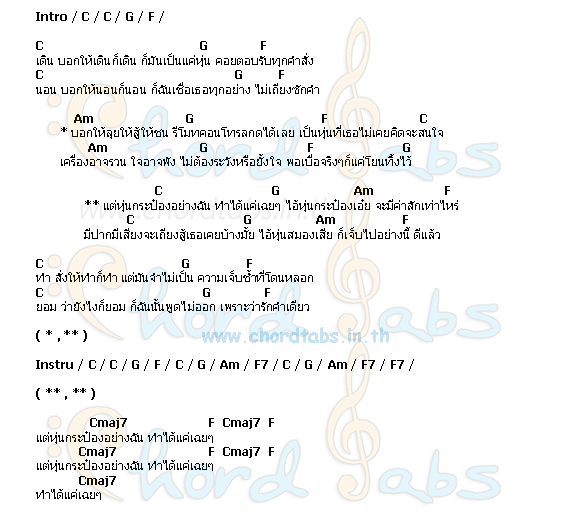 Intro / C / C / G / F /
C G F
เดิน บอกให้เดินก็เดิน ก็มันเป็นแค่หุ่น คอยตอบรับทุกคำสั่ง
C G F
นอน บอกให้นอนก็นอน ก็ฉันเชื่อเธอทุกอย่าง ไม่เถียงซักคำ
Am G F C
* บอกให้ลุยให้สู้ให้ชน รีโมทคอนโทรลกดได้เลย เป็นหุ่นที่เธอไม่เคยคิดจะสนใจ
Am G F G
เครื่องอาจรวน ใจอาจพัง ไม่ต้องระวังหรือยั้งใจ พอเบื่อจริงๆก็แค่โยนทิ้งไว้
C G Am F
** แต่หุ่นกระป๋องอย่างฉัน ทำได้แค่เฉยๆ ไอ้หุ่นกระป๋องเอ๋ย จะมีค่าสักเท่าไหร่
C G Am F
มีปากมีเสียงจะเถียงสู้เธอเคยบ้างมั้ย ไอ้หุ่นสมองเสีย ก็เจ็บไปอย่างนี้ ดีแล้ว
C G F
ทำ สั่งให้ทำก็ทำ แต่มันจำไม่เป็น ความเจ็บช้ำที่โดนหลอก
C G F
ยอม ว่ายังไงก็ยอม ก็ฉันนั้นพูดไม่ออก เพราะว่ารักคำเดียว
( * , ** )
www.chordtabs.in.th
Instru / C / C / G / F / C / G / Am / F7 / C / G / Am / F7 / F7 /
( ** , ** )
Cmaj7 F Cmaj7 F
แต่หุ่นกระป๋องอย่างฉัน ทำได้แค่เฉยๆ
Cmaj7 F Cmaj7 F
แต่หุ่นกระป๋องอย่างฉัน ทำได้แค่เฉยๆ
Cmaj7
ทำได้แค่เฉยๆ